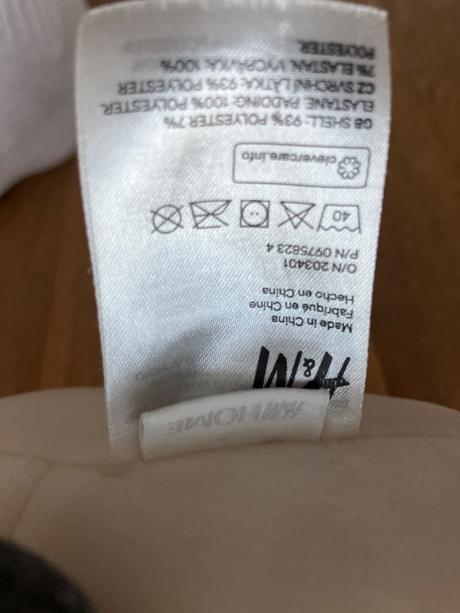 H&M HOME
H&M
Made in China
Fabriqué en Chine
Hecho en China
O/N 203401
P/N 0975823 4
40
clevercare.info
GB SHELL: 93% POLYESTER 7%
ELASTANE PADDING: 100% POLYESTER
CZ SVRCHNÍ LÁTKA: 93% POLYESTER
7% ELASTAN, VYCPÁVKA: 100%
POLYESTER